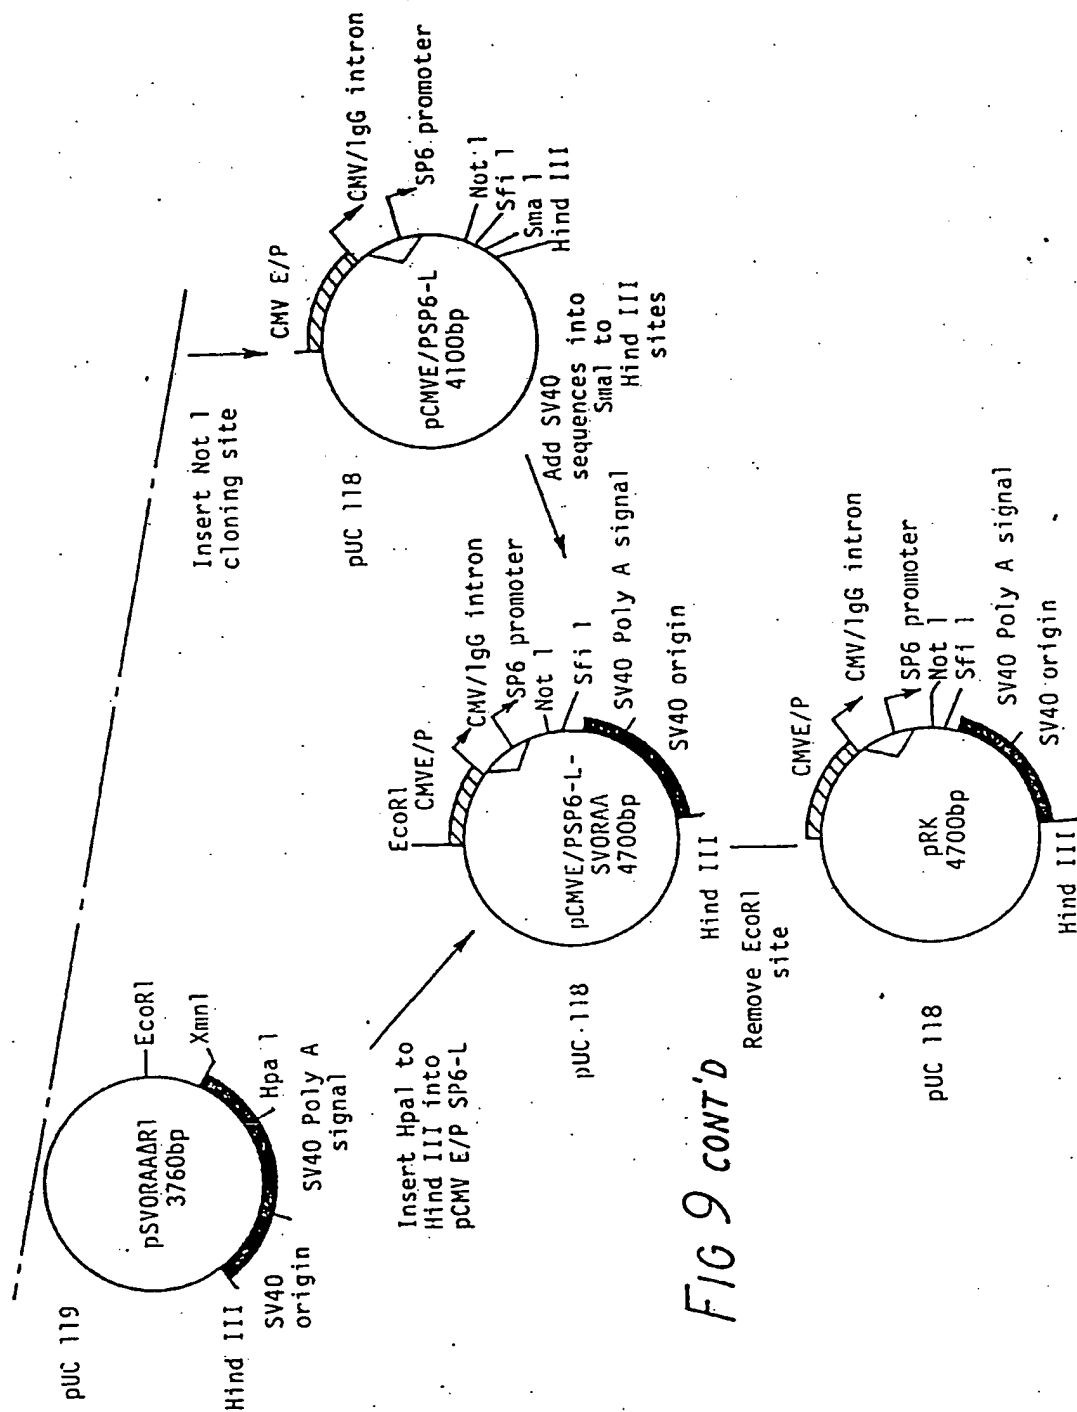 pUC 119
EcoR1
Xmn1
Hpa 1
SV40 Poly A
signal
SV40
origin
Hind III
pSVORAAΔR1
3760bp
Insert Not 1
cloning site
pUC 118
CMV E/P
CMV/1gG intron
SP6 promoter
Not 1
Sfi 1
Sma 1
Hind III
pCMVE/PSP6-L
4100bp
Insert Hpa1 to
Hind III into
pCMV E/P SP6-L
Add SV40
sequences into
Sma1 to
Hind III
sites
pUC 118
EcoR1
CMVE/P
CMV/1gG intron
SP6 promoter
Not 1
Sfi 1
SV40 Poly A signal
SV40 origin
Hind III
pCMVE/PSP6-L-
SVORAA
4700bp
Remove EcoR1
site
pUC 118
CMVE/P
CMV/1gG intron
SP6 promoter
Not 1
Sfi 1
SV40 Poly A signal
SV40 origin
Hind III
pRK
4700bp
FIG 9 CONT'D